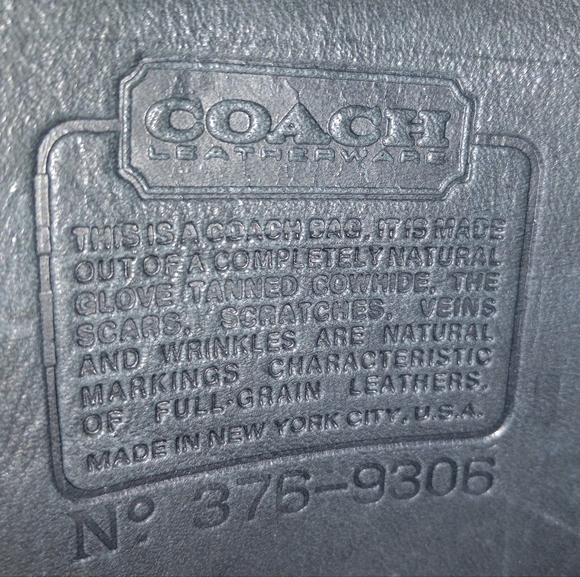 COACH
LEATHERWARE
THIS IS A COACH BAG. IT IS MADE
OUT OF A COMPLETELY NATURAL
GLOVE TANNED COWHIDE. THE
SCARS, SCRATCHES, VEINS
AND WRINKLES ARE NATURAL
MARKINGS CHARACTERISTIC
OF FULL-GRAIN LEATHERS.
MADE IN NEW YORK CITY, U.S.A.
Nº 376-9306